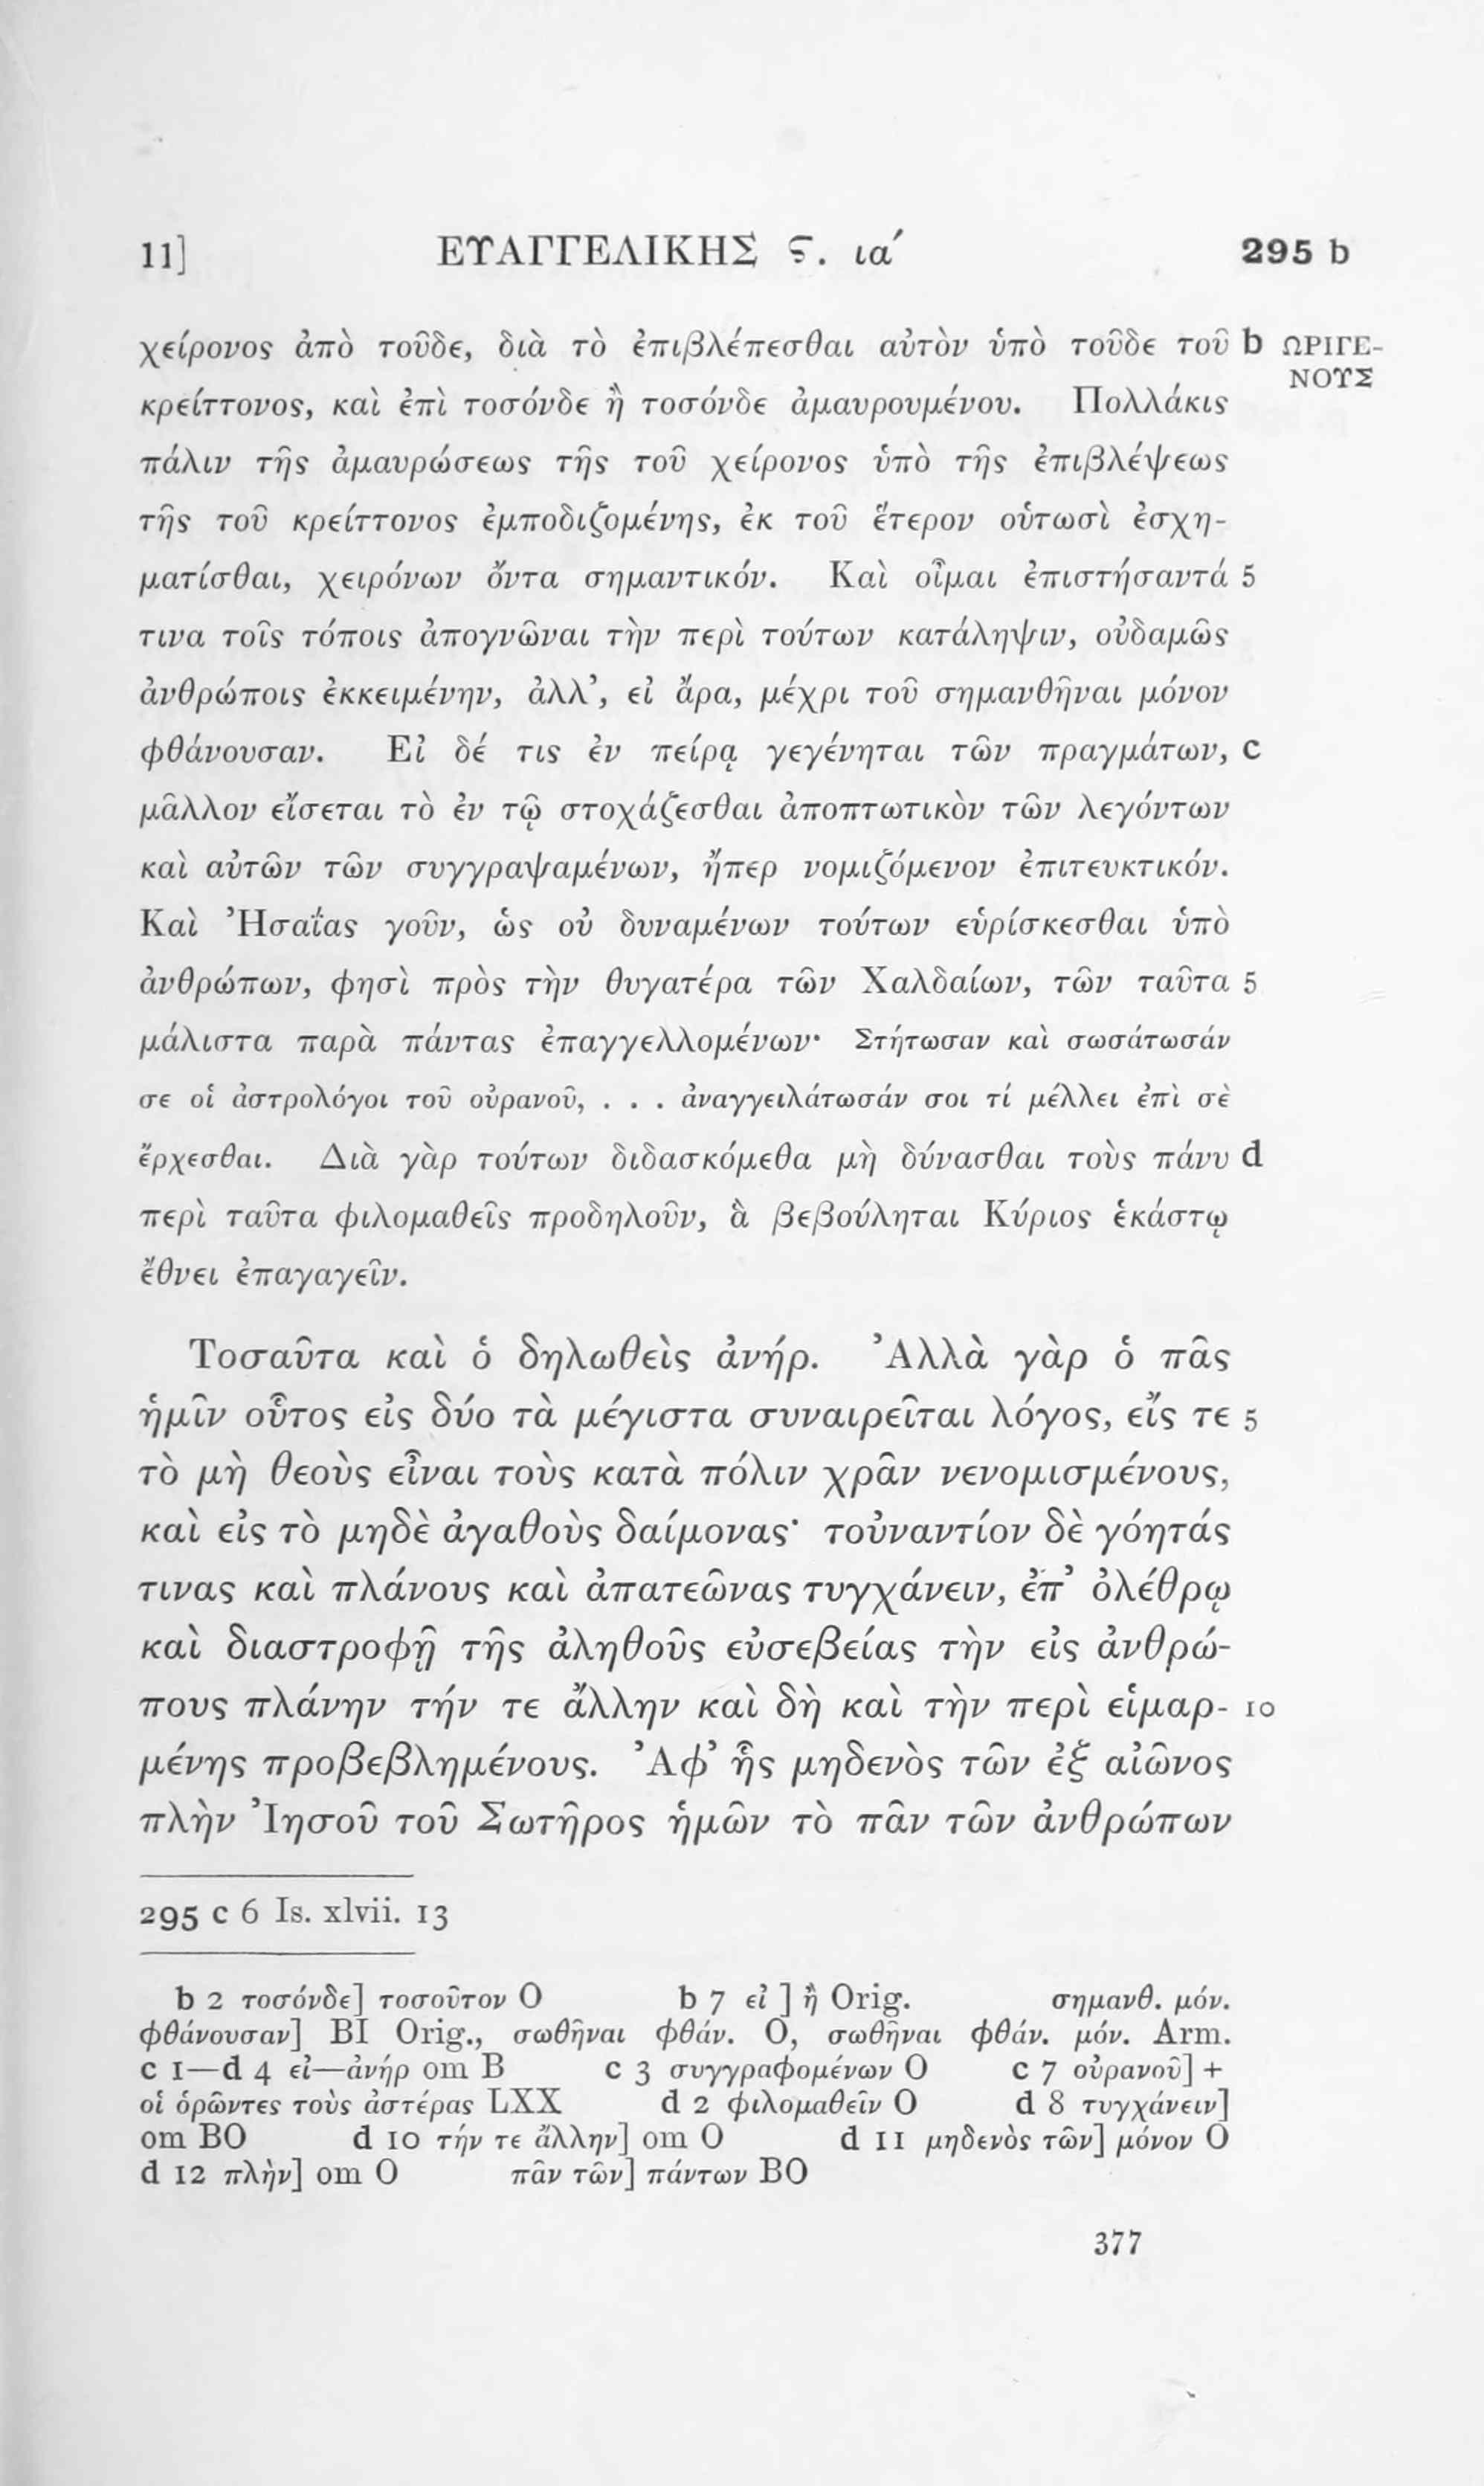 11] ΕΥΑΓΓΕΛΙΚΗΣ ϛ. ια΄ 295 b
χείρονος ἀπὸ τοῦδε, διὰ τὸ ἐπιβλέπεσθαι αὐτὸν ὑπὸ τοῦδε τοῦ b ΩΡΙΓΕ-
ΝΟΥΣ
κρείττονος, καὶ ἐπὶ τοσόνδε ἢ τοσόνδε ἀμαυρουμένου. Πολλάκις
πάλιν τῆς ἀμαυρώσεως τῆς τοῦ χείρονος ὑπὸ τῆς ἐπιβλέψεως
τῆς τοῦ κρείττονος ἐμποδιζομένης, ἐκ τοῦ ἕτερον οὑτωσὶ ἐσχη-
ματίσθαι, χειρόνων ὄντα σημαντικόν. Καὶ οἶμαι ἐπιστήσαντά 5
τινα τοῖς τόποις ἀπογνῶναι τὴν περὶ τούτων κατάληψιν, οὐδαμῶς
ἀνθρώποις ἐκκειμένην, ἀλλ’, εἰ ἄρα, μέχρι τοῦ σημανθῆναι μόνον
φθάνουσαν. Εἰ δέ τις ἐν πείρᾳ γεγένηται τῶν πραγμάτων, c
μᾶλλον εἴσεται τὸ ἐν τῷ στοχάζεσθαι ἀποπτωτικὸν τῶν λεγόντων
καὶ αὐτῶν τῶν συγγραψαμένων, ἤπερ νομιζόμενον ἐπιτευκτικόν.
Καὶ Ἡσαΐας γοῦν, ὡς οὐ δυναμένων τούτων εὑρίσκεσθαι ὑπὸ
ἀνθρώπων, φησὶ πρὸς τὴν θυγατέρα τῶν Χαλδαίων, τῶν ταῦτα 5
μάλιστα παρὰ πάντας ἐπαγγελλομένων· Στήτωσαν καὶ σωσάτωσάν
σε οἱ ἀστρολόγοι τοῦ οὐρανοῦ, . . . ἀναγγειλάτωσάν σοι τί μέλλει ἐπὶ σὲ
ἔρχεσθαι. Διὰ γὰρ τούτων διδασκόμεθα μὴ δύνασθαι τοὺς πάνυ d
περὶ ταῦτα φιλομαθεῖς προδηλοῦν, ἃ βεβούληται Κύριος ἑκάστῳ
ἔθνει ἐπαγαγεῖν.
Τοσαῦτα καὶ ὁ δηλωθεὶς ἀνήρ. Ἀλλὰ γὰρ ὁ πᾶς
ἡμῖν οὗτος εἰς δύο τὰ μέγιστα συναιρεῖται λόγος, εἴς τε 5
τὸ μὴ θεοὺς εἶναι τοὺς κατὰ πόλιν χρᾶν νενομισμένους,
καὶ εἰς τὸ μηδὲ ἀγαθοὺς δαίμονας· τοὐναντίον δὲ γόητάς
τινας καὶ πλάνους καὶ ἀπατεῶνας τυγχάνειν, ἐπ’ ὀλέθρῳ
καὶ διαστροφῇ τῆς ἀληθοῦς εὐσεβείας τὴν εἰς ἀνθρώ-
πους πλάνην τήν τε ἄλλην καὶ δὴ καὶ τὴν περὶ εἱμαρ- 10
μένης προβεβλημένους. Ἀφ’ ἧς μηδενὸς τῶν ἐξ αἰῶνος
πλὴν Ἰησοῦ τοῦ Σωτῆρος ἡμῶν τὸ πᾶν τῶν ἀνθρώπων
295 c 6 Is. xlvii. 13
b 2 τοσόνδε] τοσοῦτον O b 7 εἰ] ἢ Orig. σημανθ. μόν.
φθάνουσαν] BI Orig., σωθῆναι φθάν. O, σωθῆναι φθάν. μόν. Arm.
c 1—d 4 εἰ—ἀνήρ om B c 3 συγγραφομένων O c 7 οὐρανοῦ] +
οἱ ὁρῶντες τοὺς ἀστέρας LXX d 2 φιλομαθεῖν O d 8 τυγχάνειν]
om BO d 10 τήν τε ἄλλην] om O d 11 μηδενὸς τῶν] μόνον O
d 12 πλὴν] om O πᾶν τῶν] πάντων BO
377